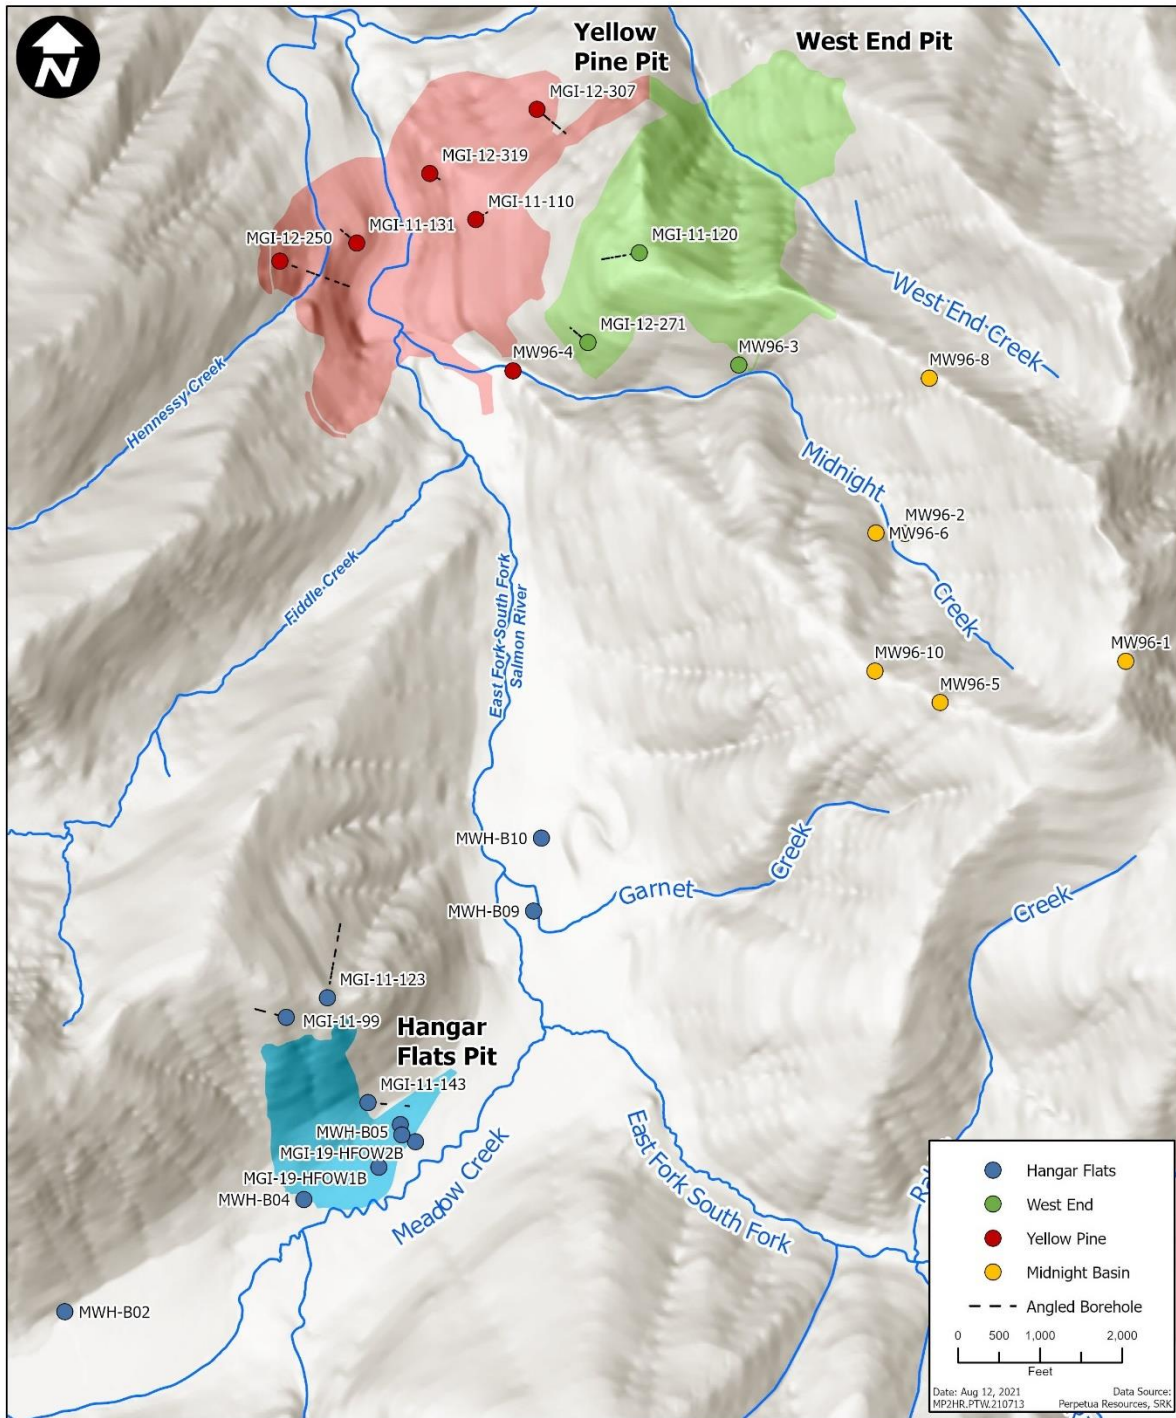 N
Yellow
Pine Pit
West End Pit
MGI-12-307
MGI-12-319
MGI-11-110
MGI-11-131
MGI-12-250
MGI-11-120
MGI-12-271
MW96-4
MW96-3
MW96-8
West End Creek
Hennessy Creek
Midnight
Creek
MW96-2
MW96-6
Fiddle Creek
East Fork South Fork
Salmon River
MW96-10
MW96-1
MW96-5
MWH-B10
Garnet
Creek
MWH-B09
Creek
MGI-11-123
MGI-11-99
Hangar
Flats Pit
MGI-11-143
MWH-B05
MGI-19-HFOW2B
MGI-19-HFOW1B
MWH-B04
Meadow Creek
East Fork South Fork
MWH-B02
Hangar Flats
West End
Yellow Pine
Midnight Basin
Angled Borehole
0 500 1,000 2,000
Feet
Date: Aug 12, 2021
MP2HR.PTW.210713
Data Source:
Perpetua Resources, SRK